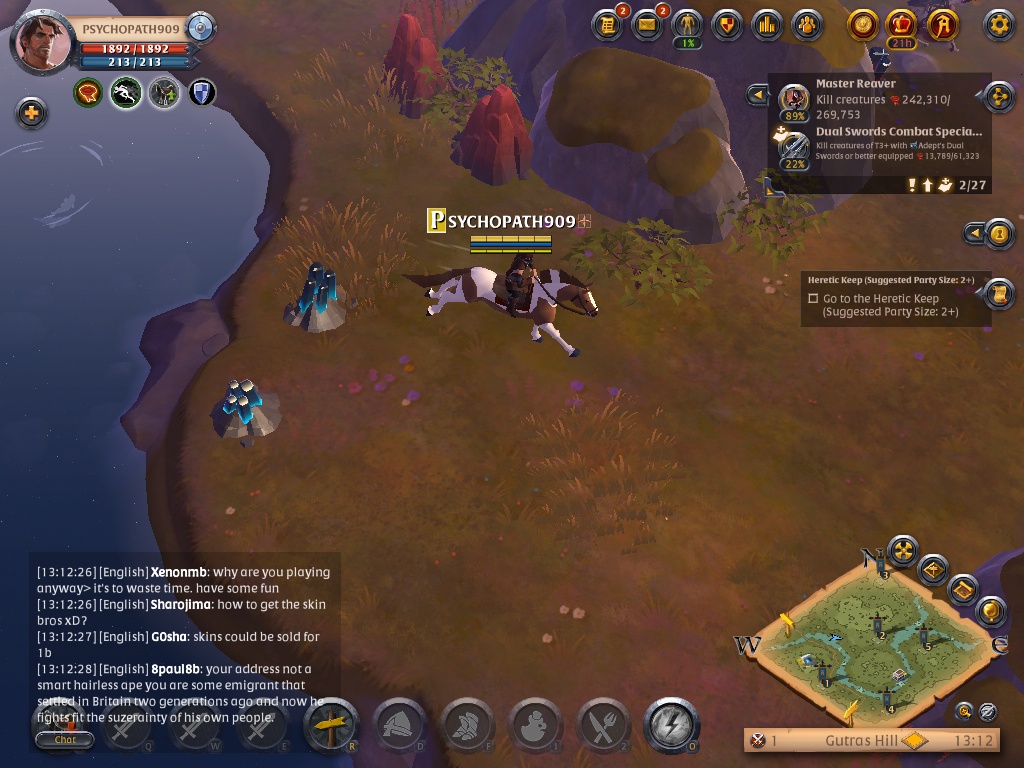 PSYCHOPATH909
1892 / 1892
213 / 213
2
2
1%
21h
Master Reaver
Kill creatures 242,310/
269,753
89%
Dual Swords Combat Specia...
Kill creatures of T3+ with Adept's Dual
Swords or better equipped 13,789/61,323
22%
2/27
PSYCHOPATH909
Heretic Keep (Suggested Party Size: 2+)
Go to the Heretic Keep
(Suggested Party Size: 2+)
[13:12:26] [English] Xenonmb: why are you playing
anyway> it's to waste time. have some fun
[13:12:26] [English] Sharojima: how to get the skin
bros xD?
[13:12:27] [English] G0sha: skins could be sold for
1b
[13:12:28] [English] 8paul8b: your address not a
smart hairless ape you are some emigrant that
settled in Britain two generations ago and now he
fights fit the suzerainty of his own people.
Chat
Q
W
E
R
D
F
1
2
O
N
W
E
3
2
5
1
4
1
Gutras Hill
13:12